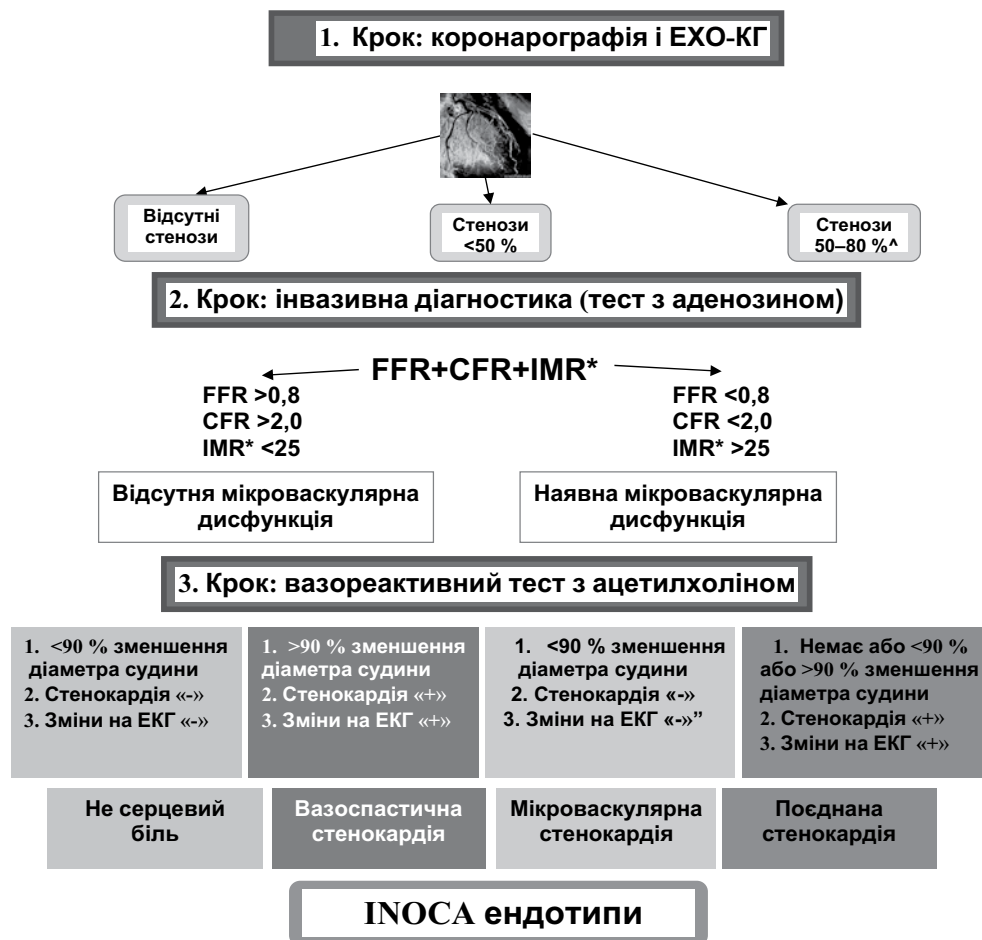 1. Крок: коронарографія і ЕХО-КГ
Відсутні
стенози
Стенози
<50 %
Стенози
50–80 %^
2. Крок: інвазивна діагностика (тест з аденозином)
FFR+CFR+IMR*
FFR >0,8
CFR >2,0
IMR* <25
FFR <0,8
CFR <2,0
IMR* >25
Відсутня мікроваскулярна
дисфункція
Наявна мікроваскулярна
дисфункція
3. Крок: вазореактивний тест з ацетилхоліном
1. <90 % зменшення
діаметра судини
2. Стенокардія «-»
3. Зміни на ЕКГ «-»
1. >90 % зменшення
діаметра судини
2. Стенокардія «+»
3. Зміни на ЕКГ «+»
1. <90 % зменшення
діаметра судини
2. Стенокардія «-»
3. Зміни на ЕКГ «-»”
1. Немає або <90 %
або >90 % зменшення
діаметра судини
2. Стенокардія «+»
3. Зміни на ЕКГ «+»
Не серцевий
біль
Вазоспастична
стенокардія
Мікроваскулярна
стенокардія
Поєднана
стенокардія
INOCA ендотипи